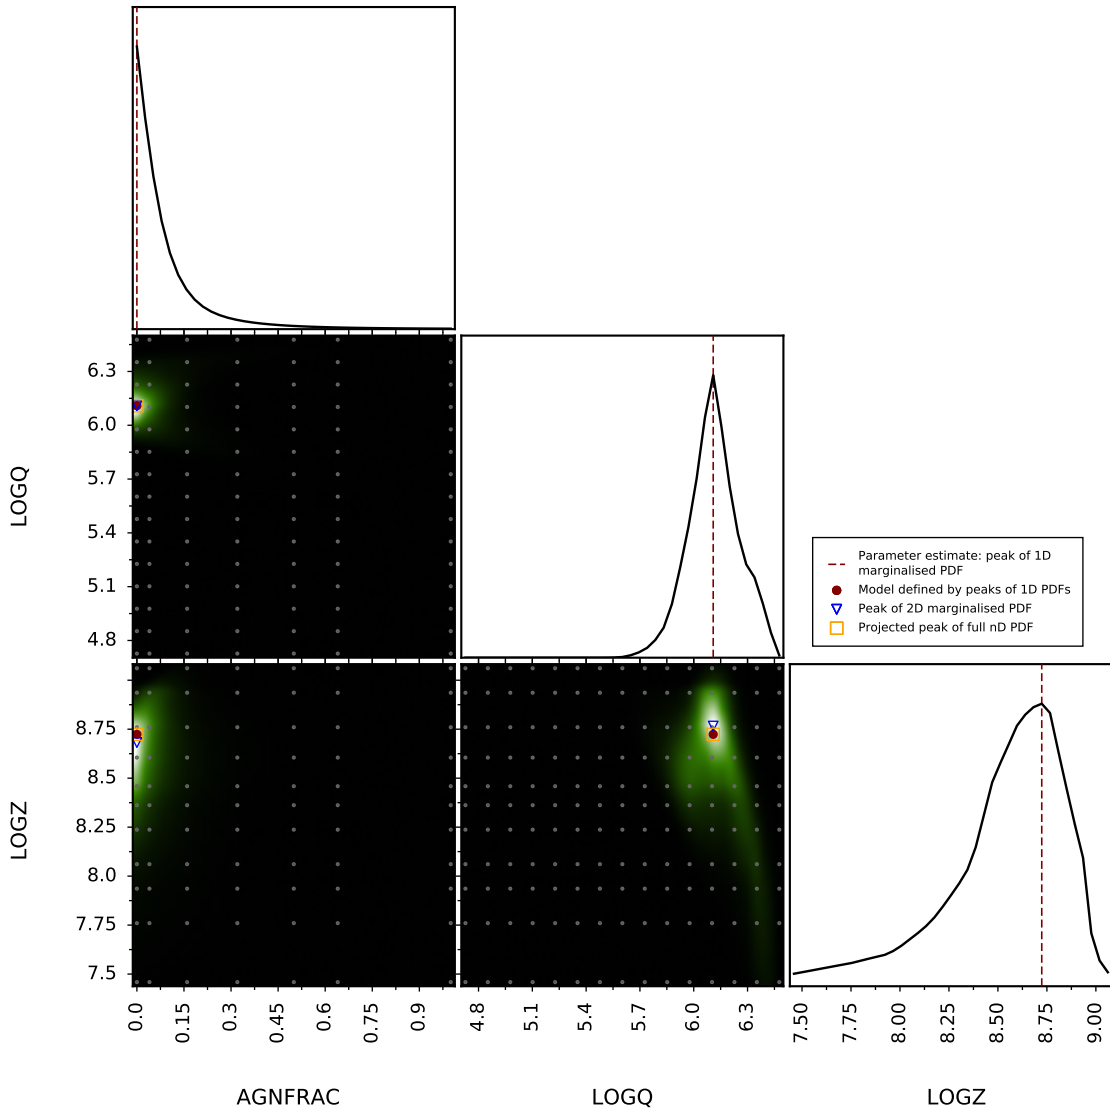 6.3
6.0
5.7
5.4
5.1
4.8
LOGQ
Parameter estimate: peak of 1D
marginalised PDF
Model defined by peaks of 1D PDFs
Peak of 2D marginalised PDF
Projected peak of full nD PDF
8.75
8.5
8.25
8.0
7.75
7.5
LOGZ
0.0 0.15 0.3 0.45 0.6 0.75 0.9
4.8 5.1 5.4 5.7 6.0 6.3
7.50 7.75 8.00 8.25 8.50 8.75 9.00
AGNFRAC
LOGQ
LOGZ